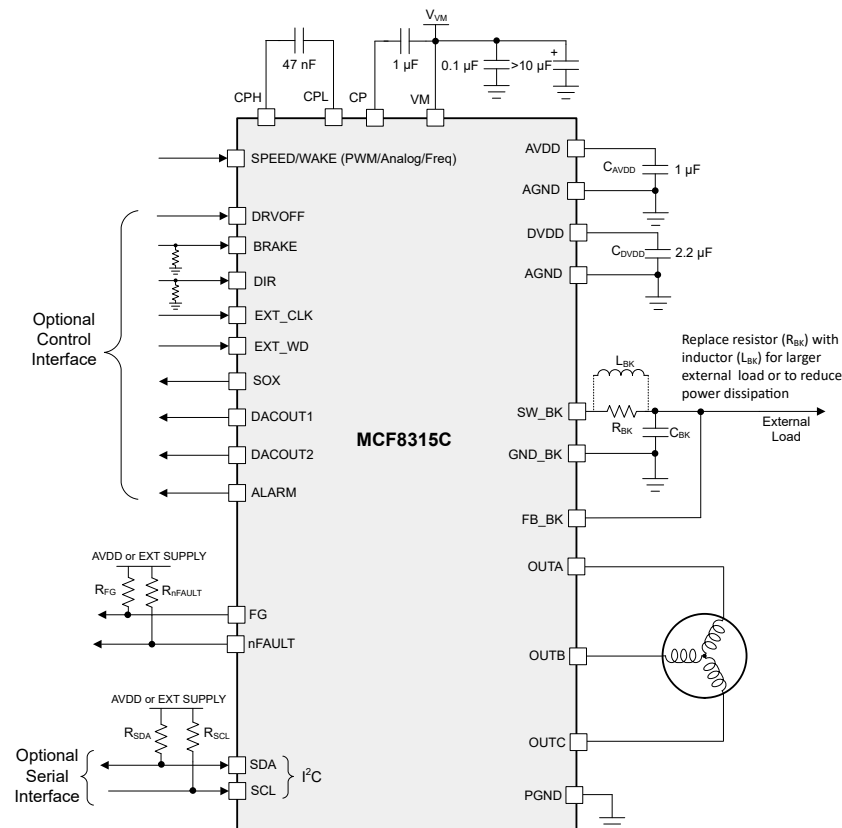 V_VM
47 nF
1 µF
0.1 µF
>10 µF
+
CPH
CPL
CP
VM
SPEED/WAKE (PWM/Analog/Freq)
DRVOFF
BRAKE
DIR
EXT_CLK
EXT_WD
SOX
DACOUT1
DACOUT2
ALARM
Optional
Control
Interface
AVDD or EXT SUPPLY
R_FG
R_nFAULT
FG
nFAULT
AVDD or EXT SUPPLY
R_SDA
R_SCL
Optional
Serial
Interface
SDA
SCL
I²C
MCF8315C
AVDD
C_AVDD
1 µF
AGND
DVDD
C_DVDD
2.2 µF
AGND
Replace resistor (R_BK) with
inductor (L_BK) for larger
external load or to reduce
power dissipation
L_BK
SW_BK
R_BK
C_BK
External
Load
GND_BK
FB_BK
OUTA
OUTB
OUTC
PGND